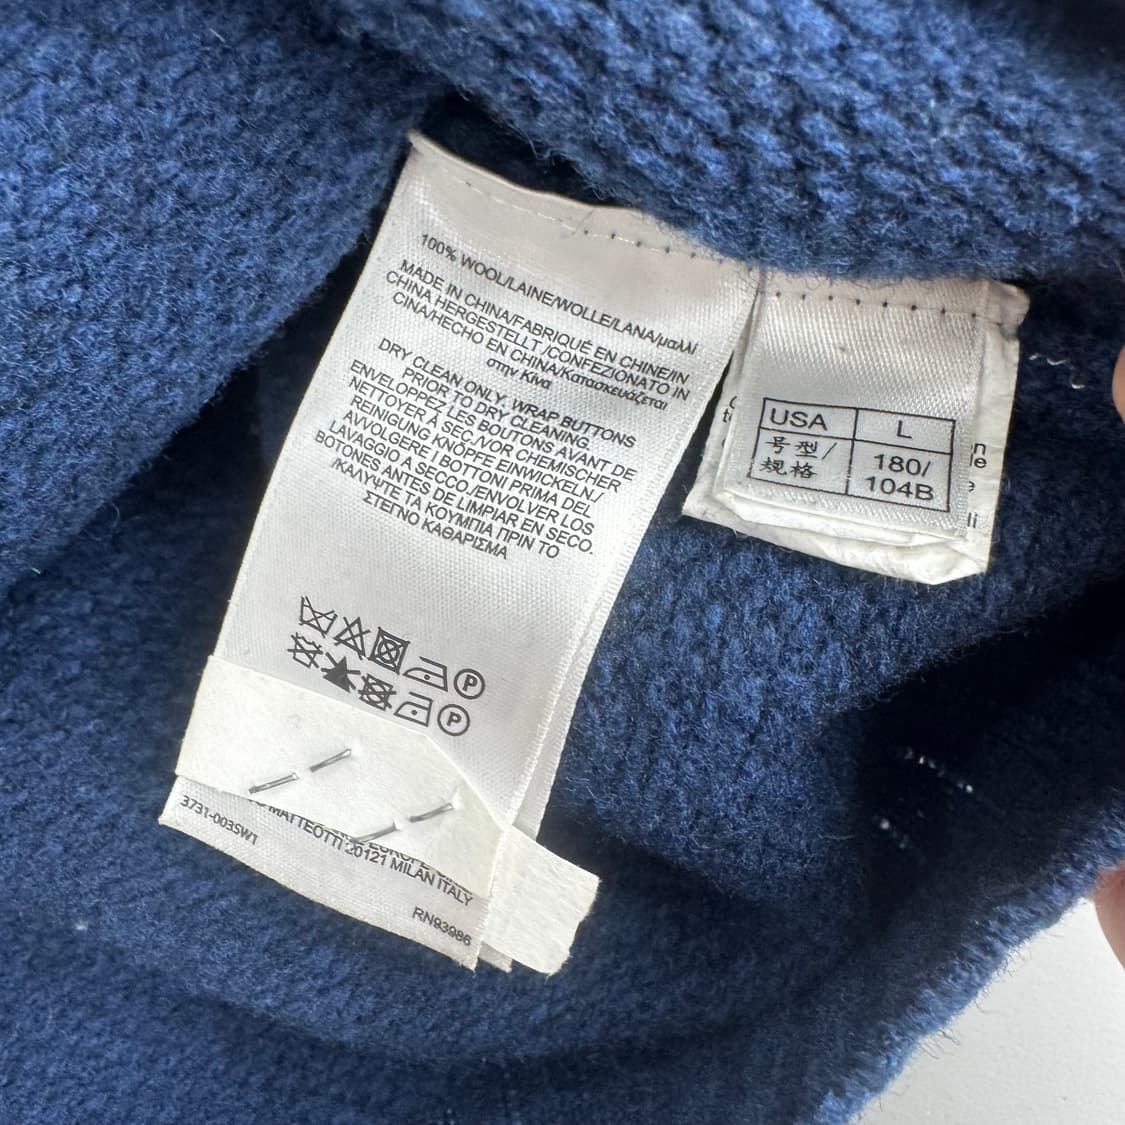 100% WOOL/LAINE/WOLLE/LANA/μαλλί
MADE IN CHINA/FABRIQUÉ EN CHINE/IN
CHINA HERGESTELLT /CONFEZIONATO IN
CINA/HECHO EN CHINA/Κατασκευάζεται
στην Κίνα
DRY CLEAN ONLY. WRAP BUTTONS
PRIOR TO DRY CLEANING.
ENVELOPPEZ LES BOUTONS AVANT DE
NETTOYER À SEC./VOR CHEMISCHER
REINIGUNG KNÖPFE EINWICKELN./
AVVOLGERE I BOTTONI PRIMA DEL
LAVAGGIO A SECCO /ENVOLVER LOS
BOTONES ANTES DE LIMPIAR EN SECO.
/ΚΑΛΥΨΤΕ ΤΑ ΚΟΥΜΠΙΑ ΠΡΙΝ ΤΟ
ΣΤΕΓΝΟ ΚΑΘΑΡΙΣΜΑ
P
P
MATTEOTTI 20121 MILAN ITALY
3731-003SW1
RN93986
USA L
号型/ 180/
规格 104B